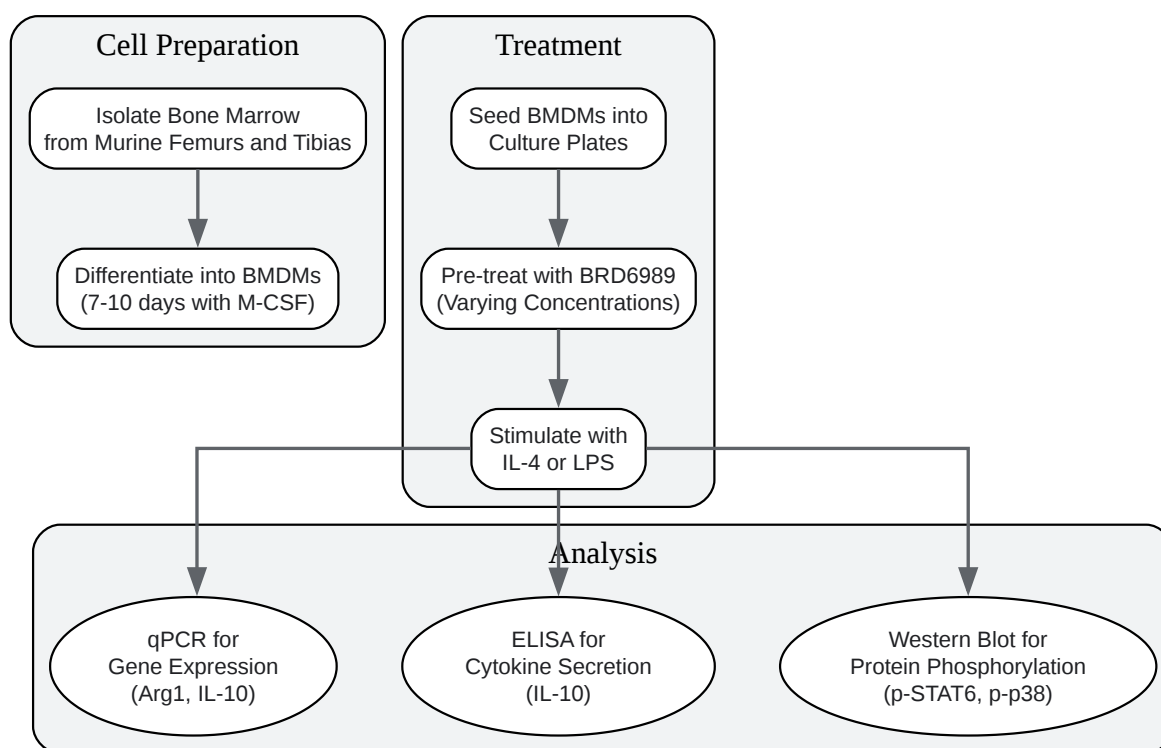 Cell Preparation
Isolate Bone Marrow
from Murine Femurs and Tibias
Differentiate into BMDMs
(7-10 days with M-CSF)
Treatment
Seed BMDMs into
Culture Plates
Pre-treat with BRD6989
(Varying Concentrations)
Stimulate with
IL-4 or LPS
Analysis
qPCR for
Gene Expression
(Arg1, IL-10)
ELISA for
Cytokine Secretion
(IL-10)
Western Blot for
Protein Phosphorylation
(p-STAT6, p-p38)